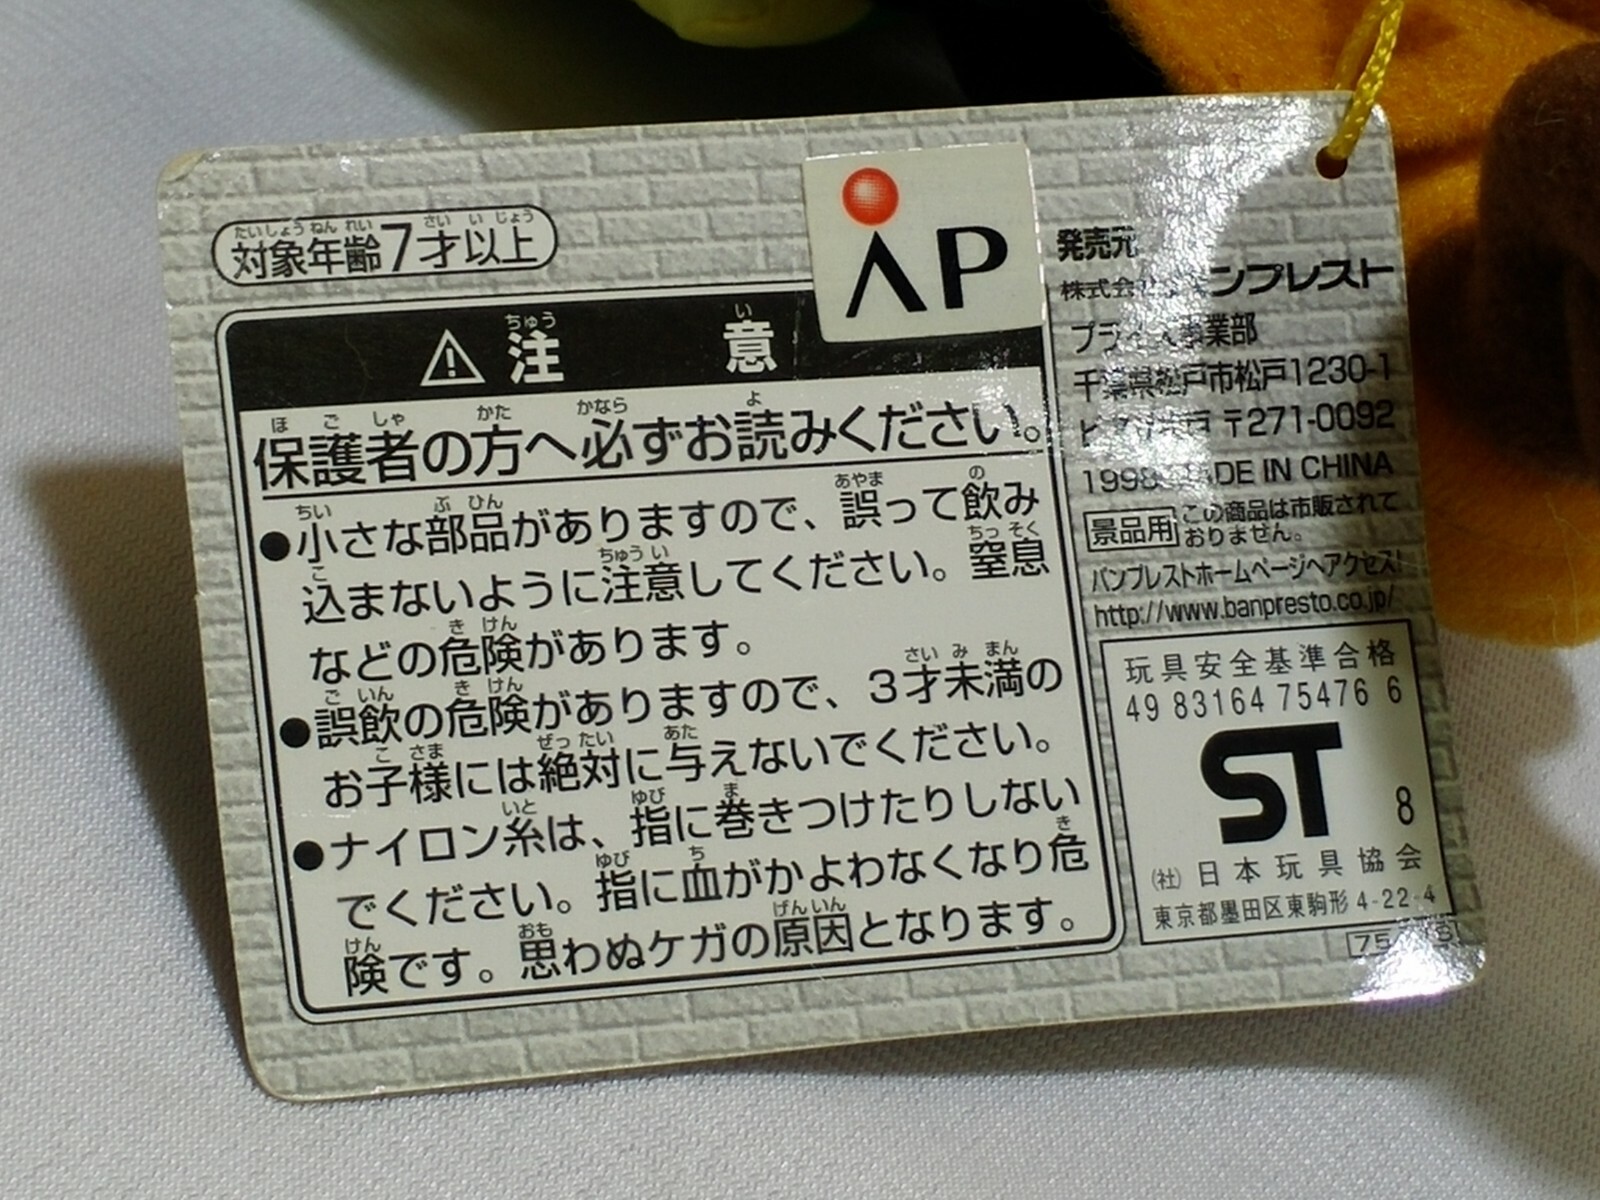 対象年齢7才以上
AP
注意
保護者の方へ必ずお読みください。
●小さな部品がありますので、誤って飲み
込まないように注意してください。窒息
などの危険があります。
●誤飲の危険がありますので、3才未満の
お子様には絶対に与えないでください。
●ナイロン糸は、指に巻きつけたりしない
でください。指に血がかよわなくなり危
険です。思わぬケガの原因となります。
発売元
株式会社バンプレスト
プライズ事業部
千葉県松戸市松戸1230-1
松戸 〒271-0092
1998 MADE IN CHINA
景品用 この商品は市販されて
おりません。
バンプレストホームページへアクセス!
http://www.banpresto.co.jp/
玩具安全基準合格
49 83164 75476 6
ST 8
(社)日本玩具協会
東京都墨田区東駒形 4-22-4